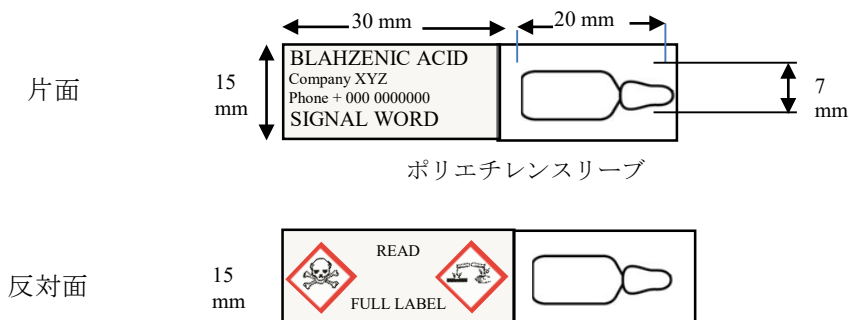 30 mm
20 mm
片面
15
mm
BLAHZENIC ACID
Company XYZ
Phone + 000 0000000
SIGNAL WORD
7
mm
ポリエチレンスリーブ
反対面
15
mm
READ
FULL LABEL